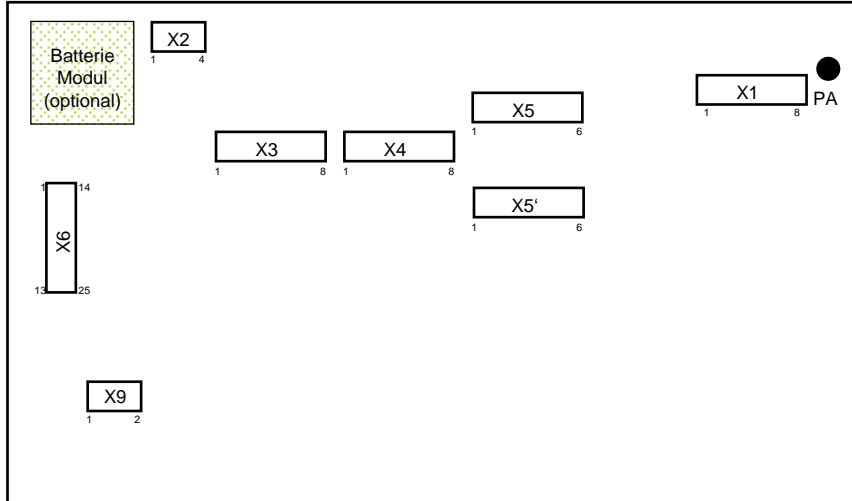 Batterie
Modul
(optional)
X2
1 4
X1
1 8
PA
X5
1 6
X3
1 8
X4
1 8
X5‘
1 6
1 14
X6
13 25
X9
1 2